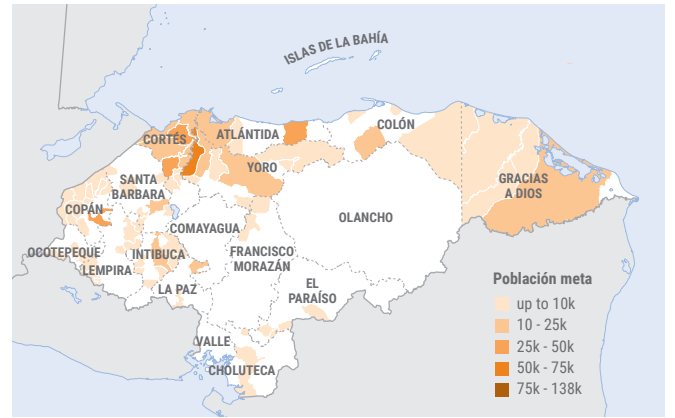 ISLAS DE LA BAHÍA
COLÓN
CORTÉS
ATLÁNTIDA
YORO
GRACIAS
A DIOS
SANTA
BARBARA
COPÁN
OLANCHO
COMAYAGUA
OCOTEPEQUE
INTIBUCA
FRANCISCO
MORAZÁN
LEMPIRA
LA PAZ
EL
PARAÍSO
VALLE
CHOLUTECA
Población meta
up to 10k
10 - 25k
25k - 50k
50k - 75k
75k - 138k